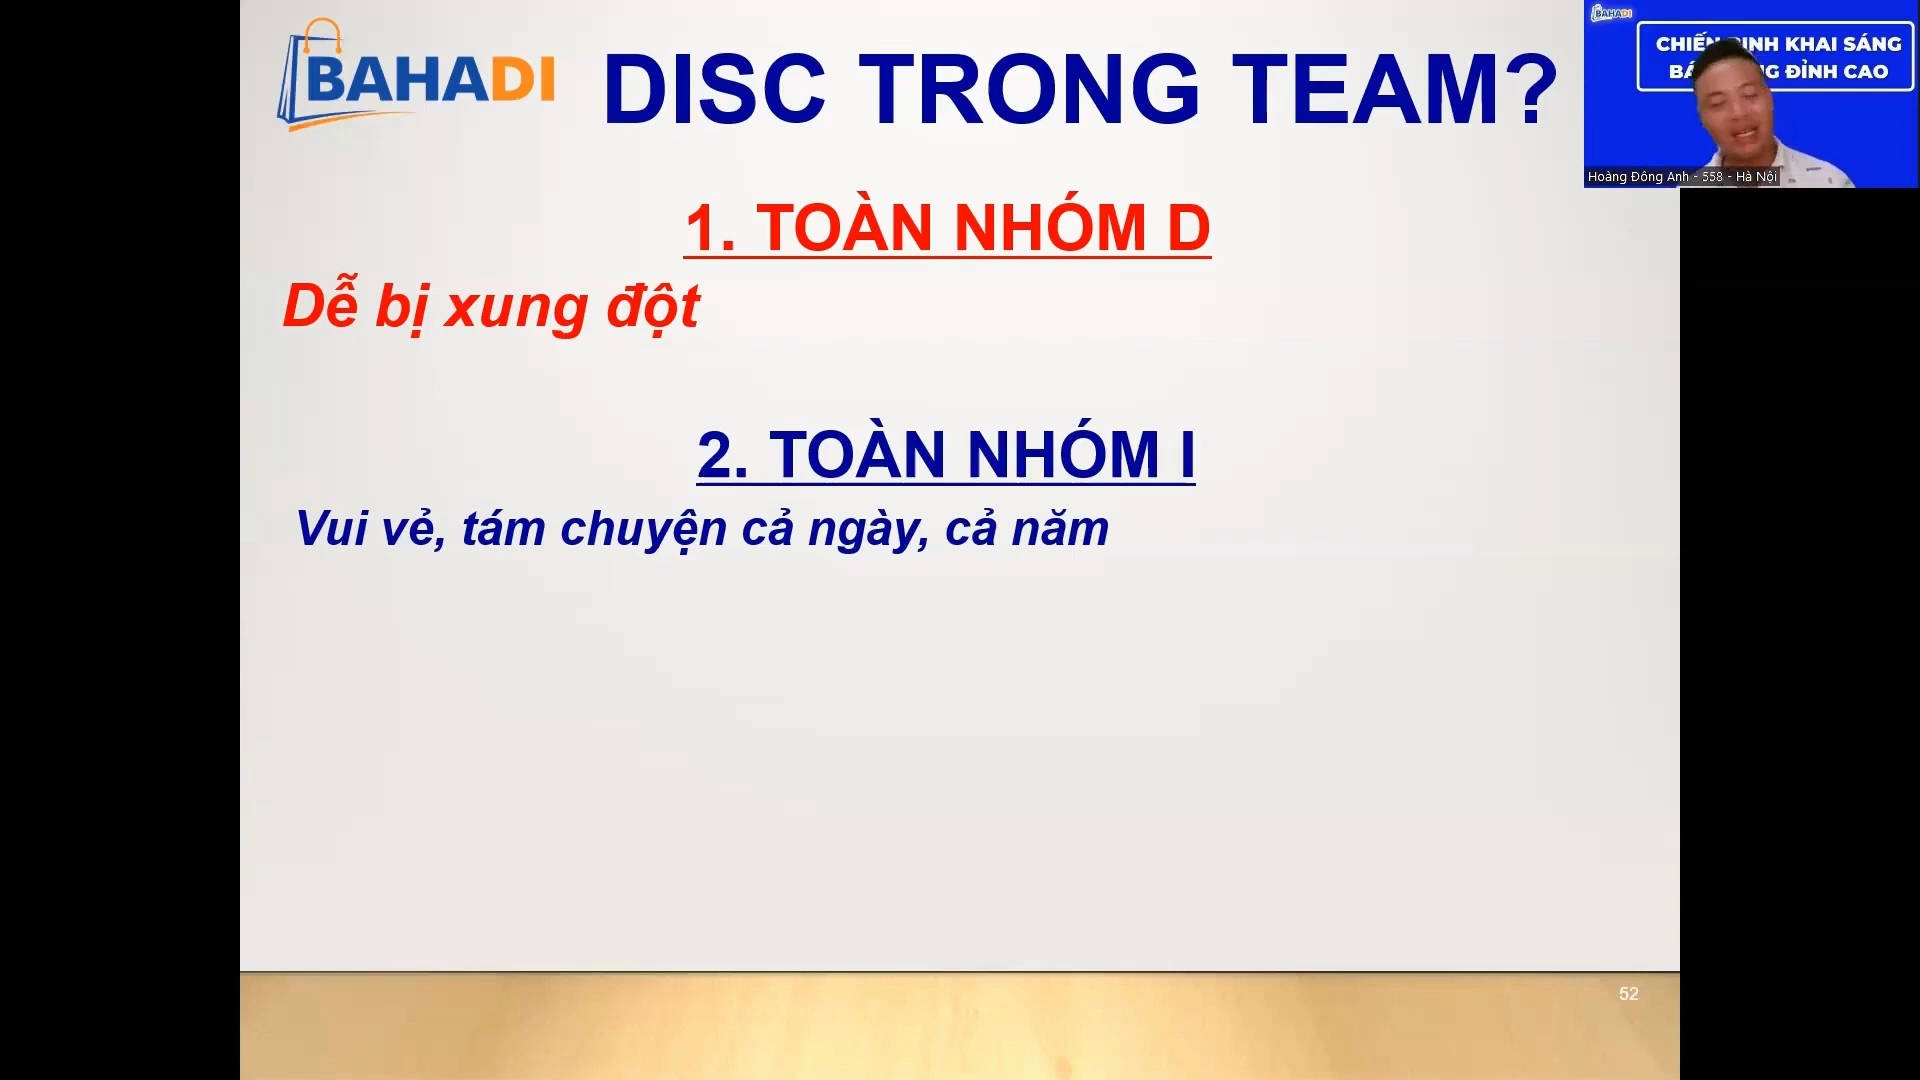 BAHADI
DISC TRONG TEAM?
1. TOÀN NHÓM D
Dễ bị xung đột
2. TOÀN NHÓM I
Vui vẻ, tám chuyện cả ngày, cả năm
52
BAHADI
CHIẾN BINH KHAI SÁNG
ĐỈNH CAO
Hoàng Đông Anh - 558 - Hà Nội